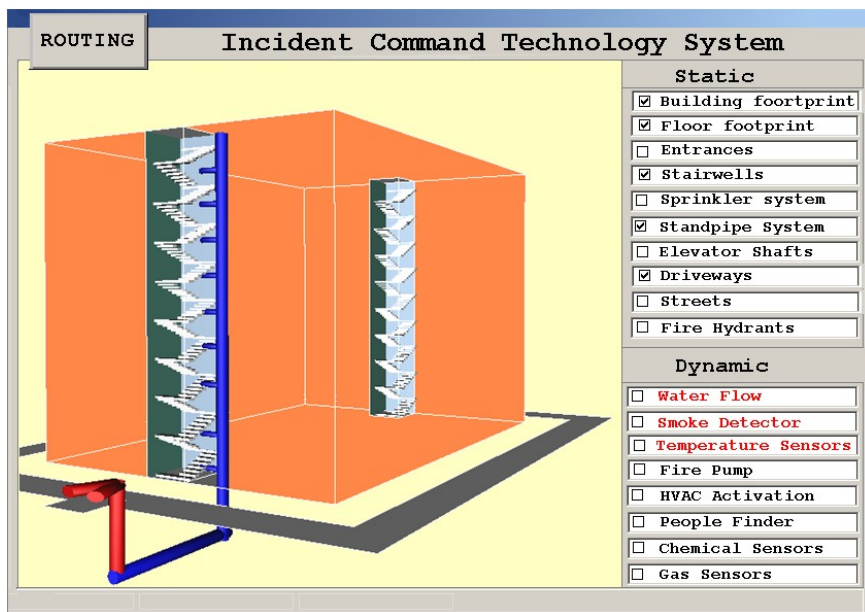 ROUTING
Incident Command Technology System
Static
Building foortprint
Floor footprint
Entrances
Stairwells
Sprinkler system
Standpipe System
Elevator Shafts
Driveways
Streets
Fire Hydrants
Dynamic
Water Flow
Smoke Detector
Temperature Sensors
Fire Pump
HVAC Activation
People Finder
Chemical Sensors
Gas Sensors